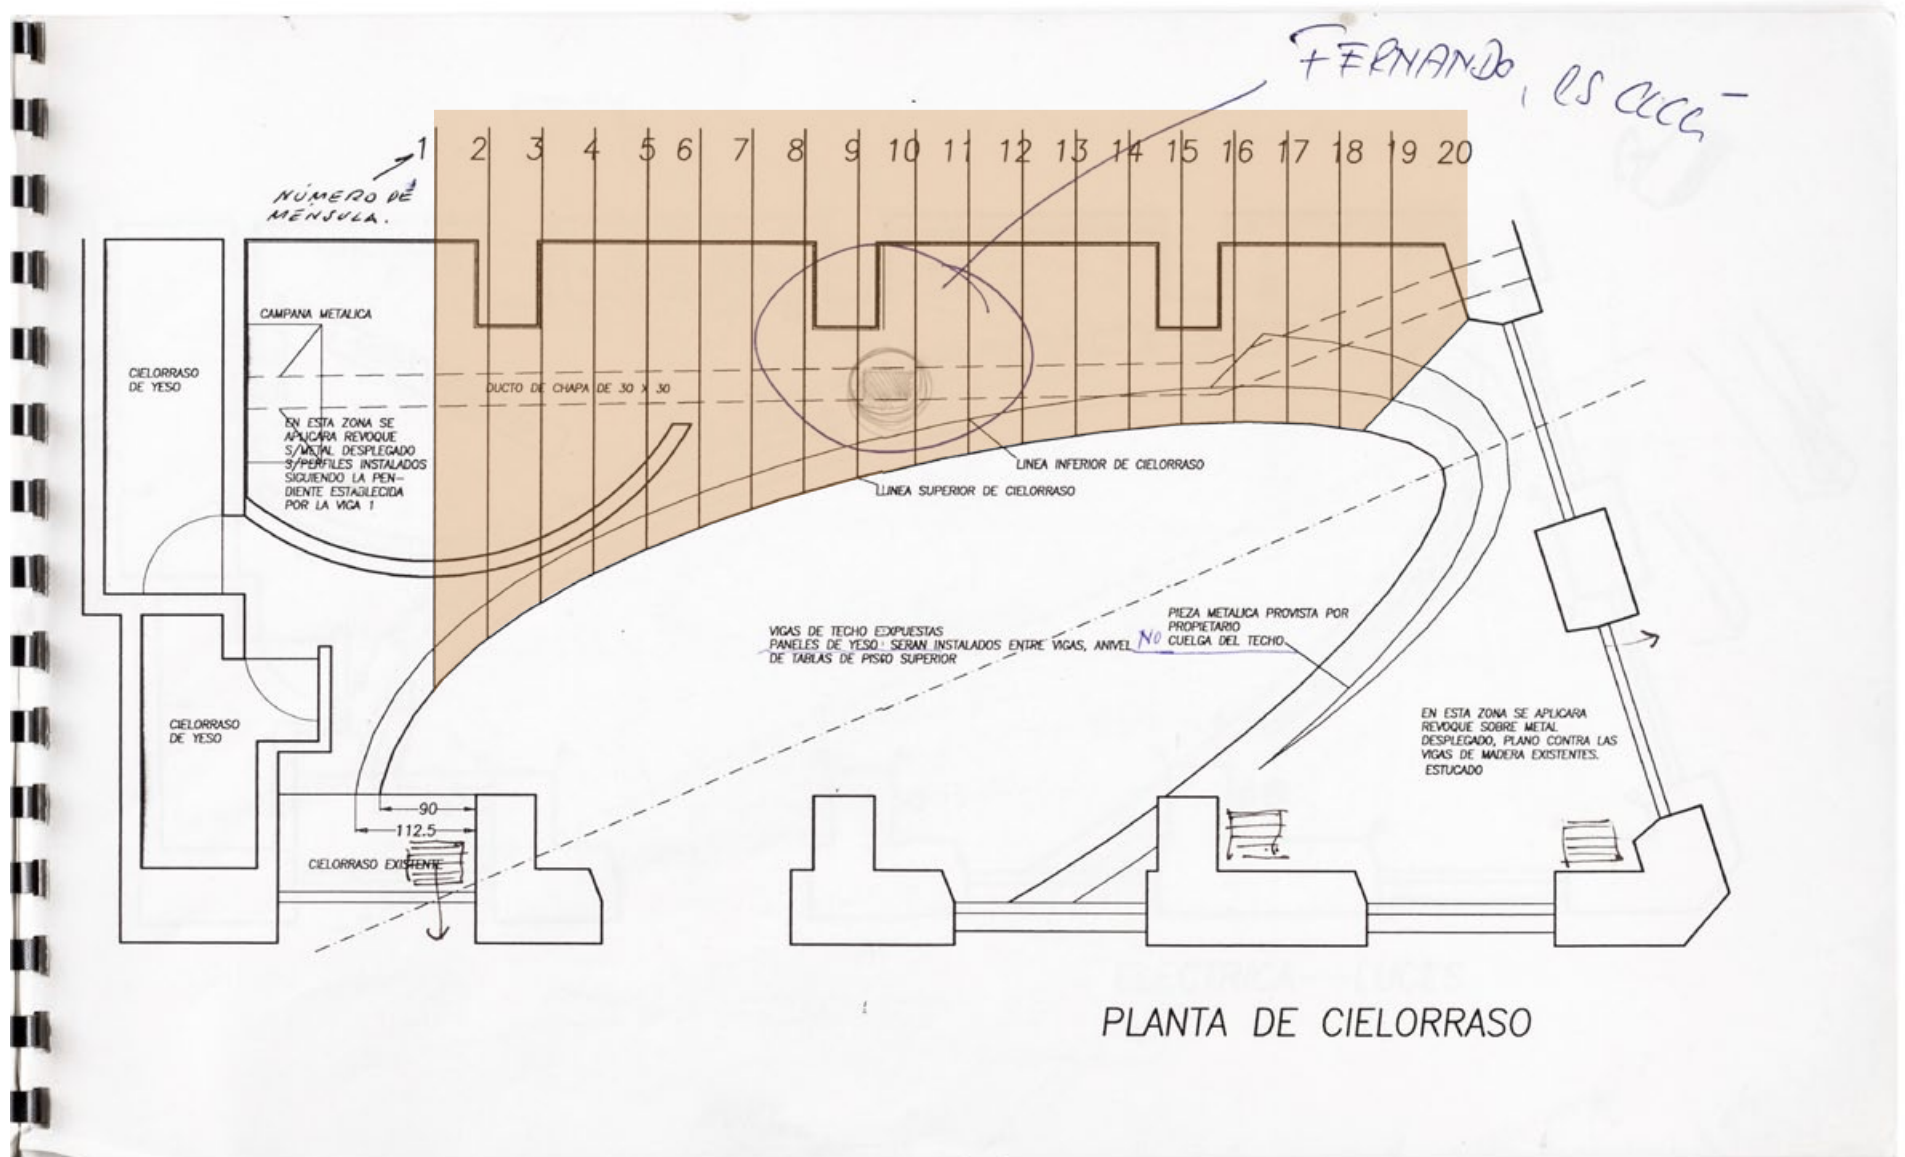 FERNANDO, es
1 2 3 4 5 6 7 8 9 10 11 12 13 14 15 16 17 18 19 20
NÚMERO DE
MÉNSULA.
CAMPANA METALICA
CIELORRASO
DE YESO
DUCTO DE CHAPA DE 30 X 30
EN ESTA ZONA SE
APLICARA REVOQUE
S/METAL DESPLEGADO
S/PERFILES INSTALADOS
SIGUIENDO LA PEN-
DIENTE ESTABLECIDA
POR LA VIGA 1
LINEA INFERIOR DE CIELORRASO
LINEA SUPERIOR DE CIELORRASO
VIGAS DE TECHO EXPUESTAS
PANELES DE YESO: SERAN INSTALADOS ENTRE VIGAS, ANIVEL
DE TABLAS DE PISO SUPERIOR
PIEZA METALICA PROVISTA POR
PROPIETARIO
NO CUELGA DEL TECHO
CIELORRASO
DE YESO
EN ESTA ZONA SE APLICARA
REVOQUE SOBRE METAL
DESPLEGADO, PLANO CONTRA LAS
VIGAS DE MADERA EXISTENTES.
ESTUCADO
90
112.5
CIELORRASO EXISTENTE
PLANTA DE CIELORRASO